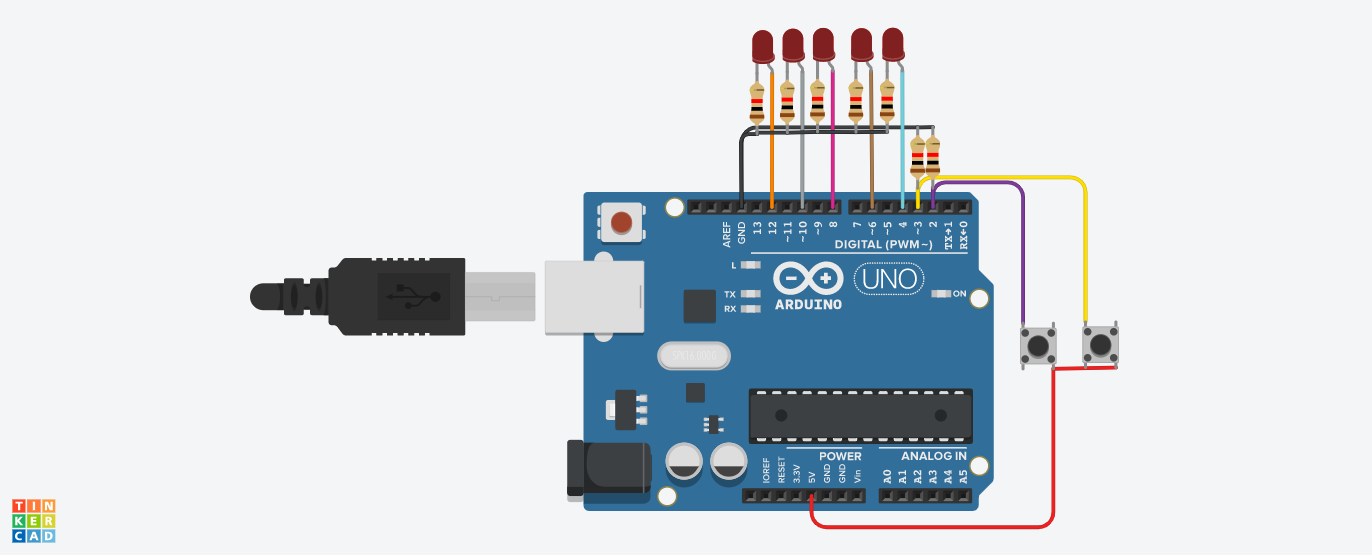 AREF
GND
13
12
~11
~10
~9
8
7
~6
~5
4
~3
2
TX→1
RX←0
DIGITAL (PWM~)
L
TX
RX
ARDUINO
UNO
ON
POWER
ANALOG IN
IOREF
RESET
3.3V
5V
GND
GND
Vin
A0
A1
A2
A3
A4
A5
TIN
KER
CAD